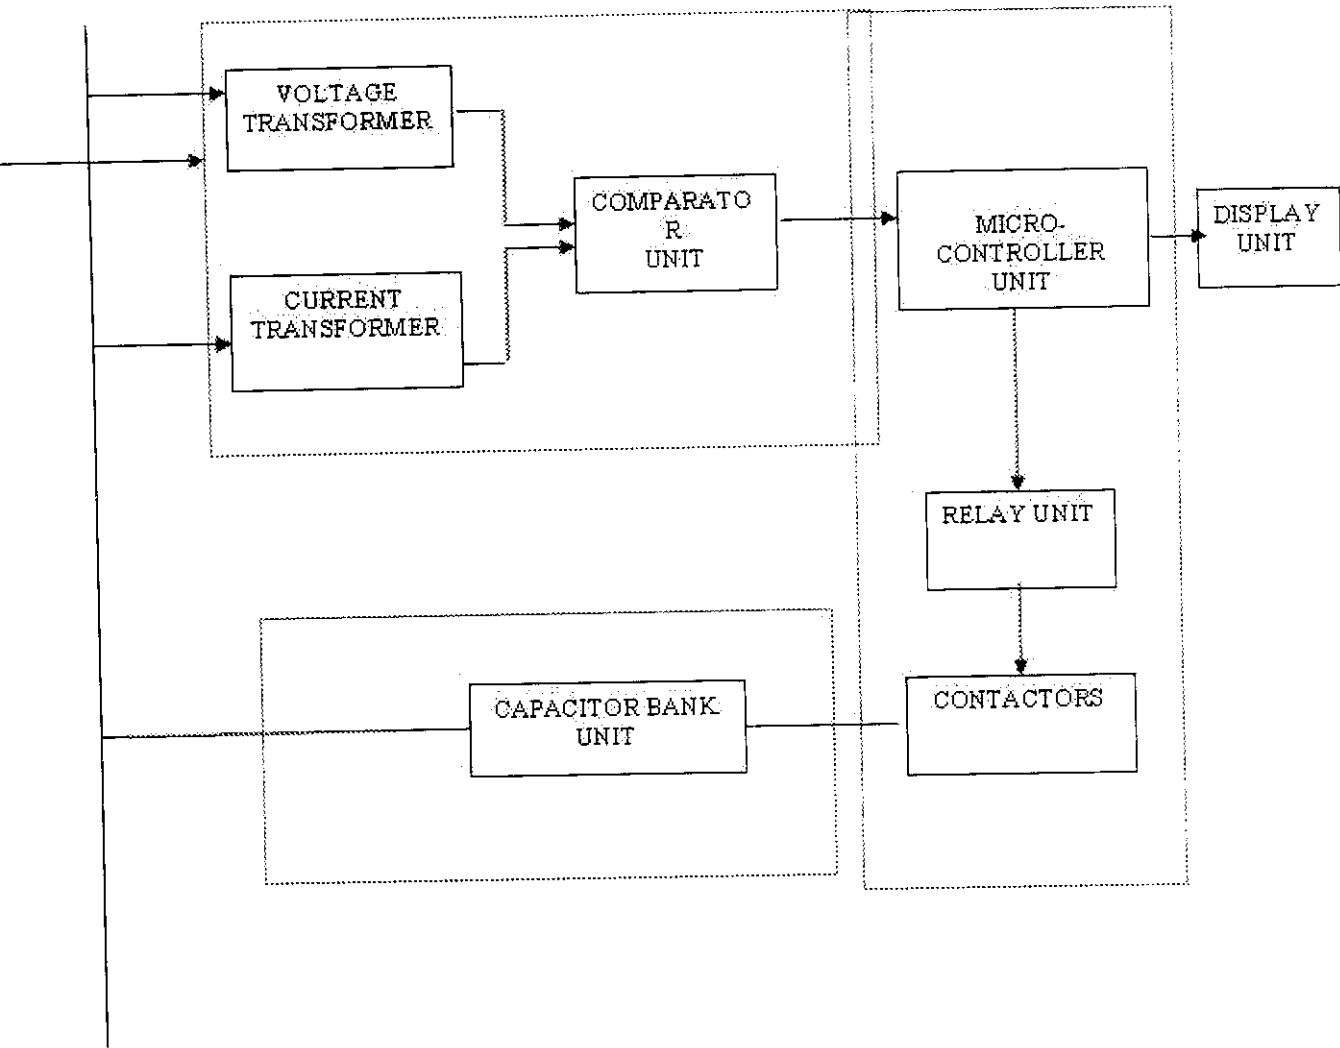 VOLTAGE
TRANSFORMER
CURRENT
TRANSFORMER
COMPARATO
R
UNIT
MICRO-
CONTROLLER
UNIT
DISPLAY
UNIT
RELAY UNIT
CONTACTORS
CAPACITOR BANK
UNIT